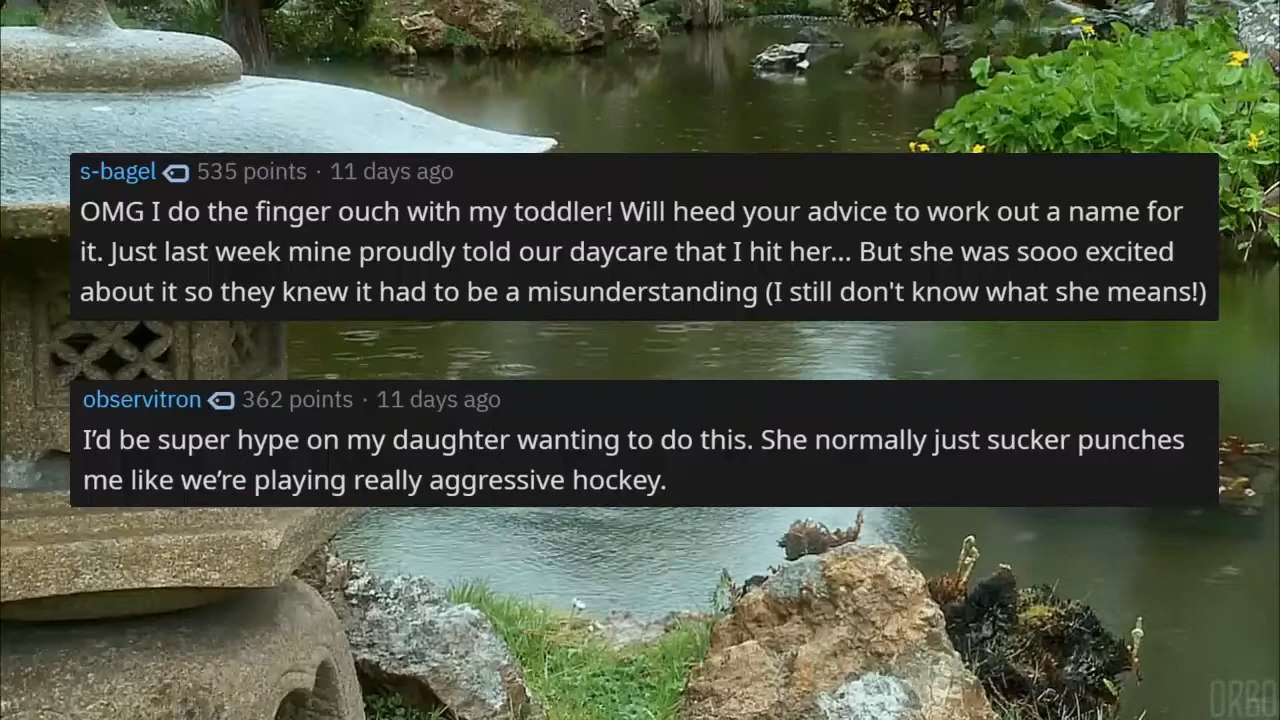 s-bagel 535 points · 11 days ago
OMG I do the finger ouch with my toddler! Will heed your advice to work out a name for
it. Just last week mine proudly told our daycare that I hit her... But she was sooo excited
about it so they knew it had to be a misunderstanding (I still don't know what she means!)
observitron 362 points · 11 days ago
I’d be super hype on my daughter wanting to do this. She normally just sucker punches
me like we’re playing really aggressive hockey.